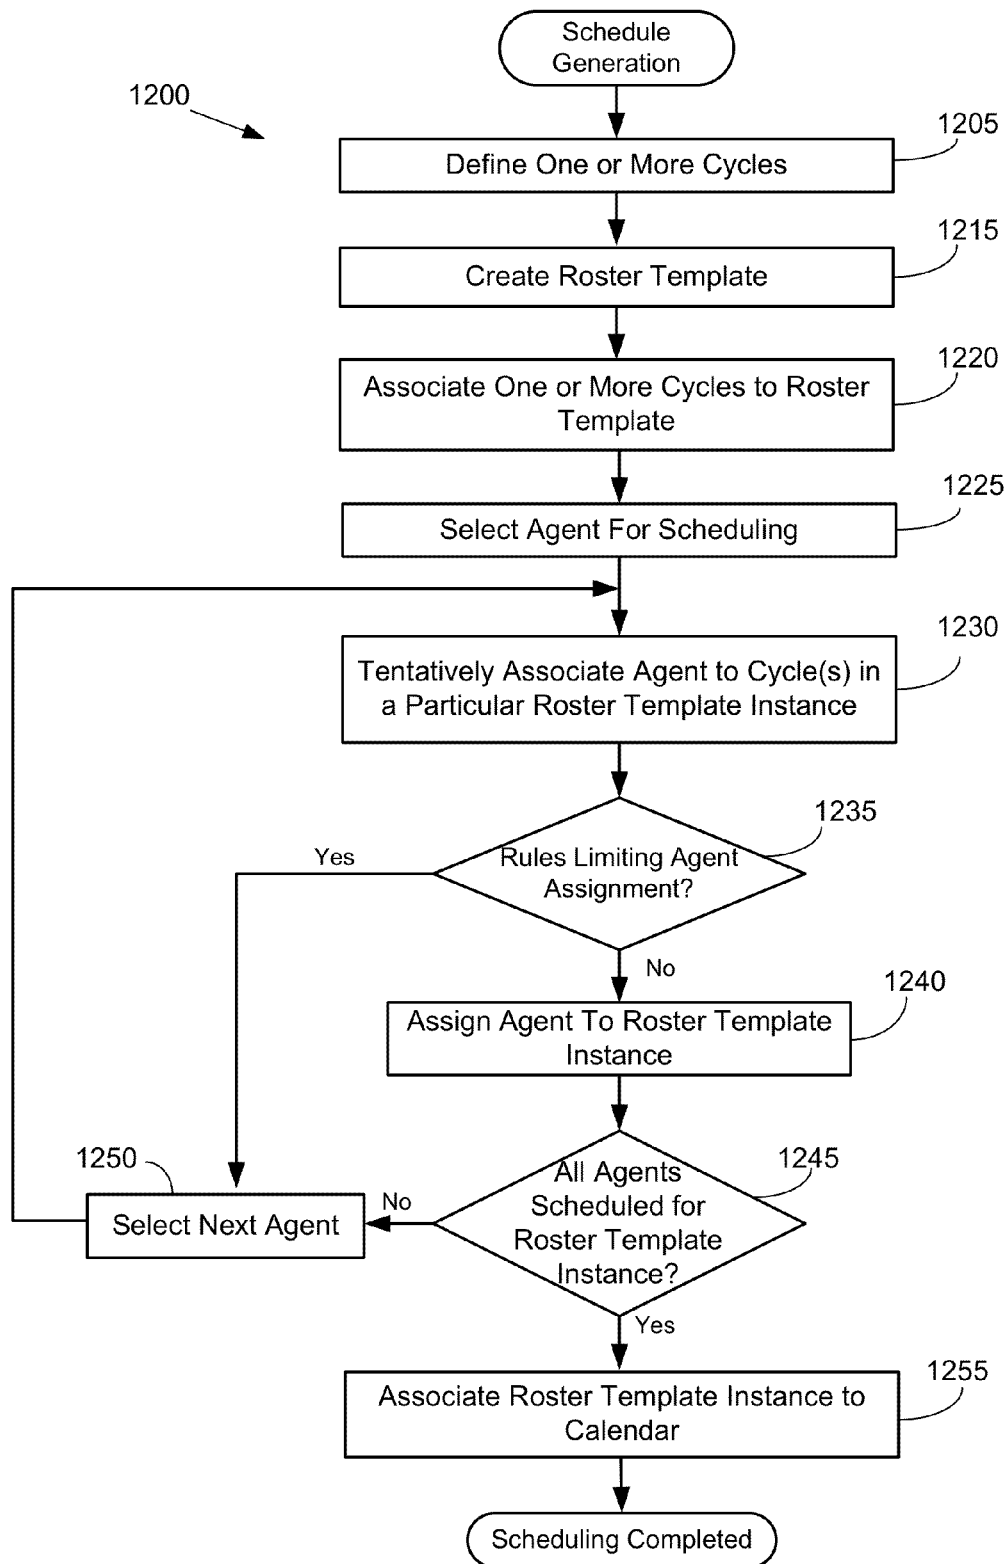 Schedule
Generation
1200
1205
Define One or More Cycles
1215
Create Roster Template
1220
Associate One or More Cycles to Roster
Template
1225
Select Agent For Scheduling
1230
Tentatively Associate Agent to Cycle(s) in
a Particular Roster Template Instance
1235
Yes
Rules Limiting Agent
Assignment?
No
1240
Assign Agent To Roster Template
Instance
1250
1245
All Agents
Scheduled for
Roster Template
Instance?
No
Select Next Agent
Yes
1255
Associate Roster Template Instance to
Calendar
Scheduling Completed